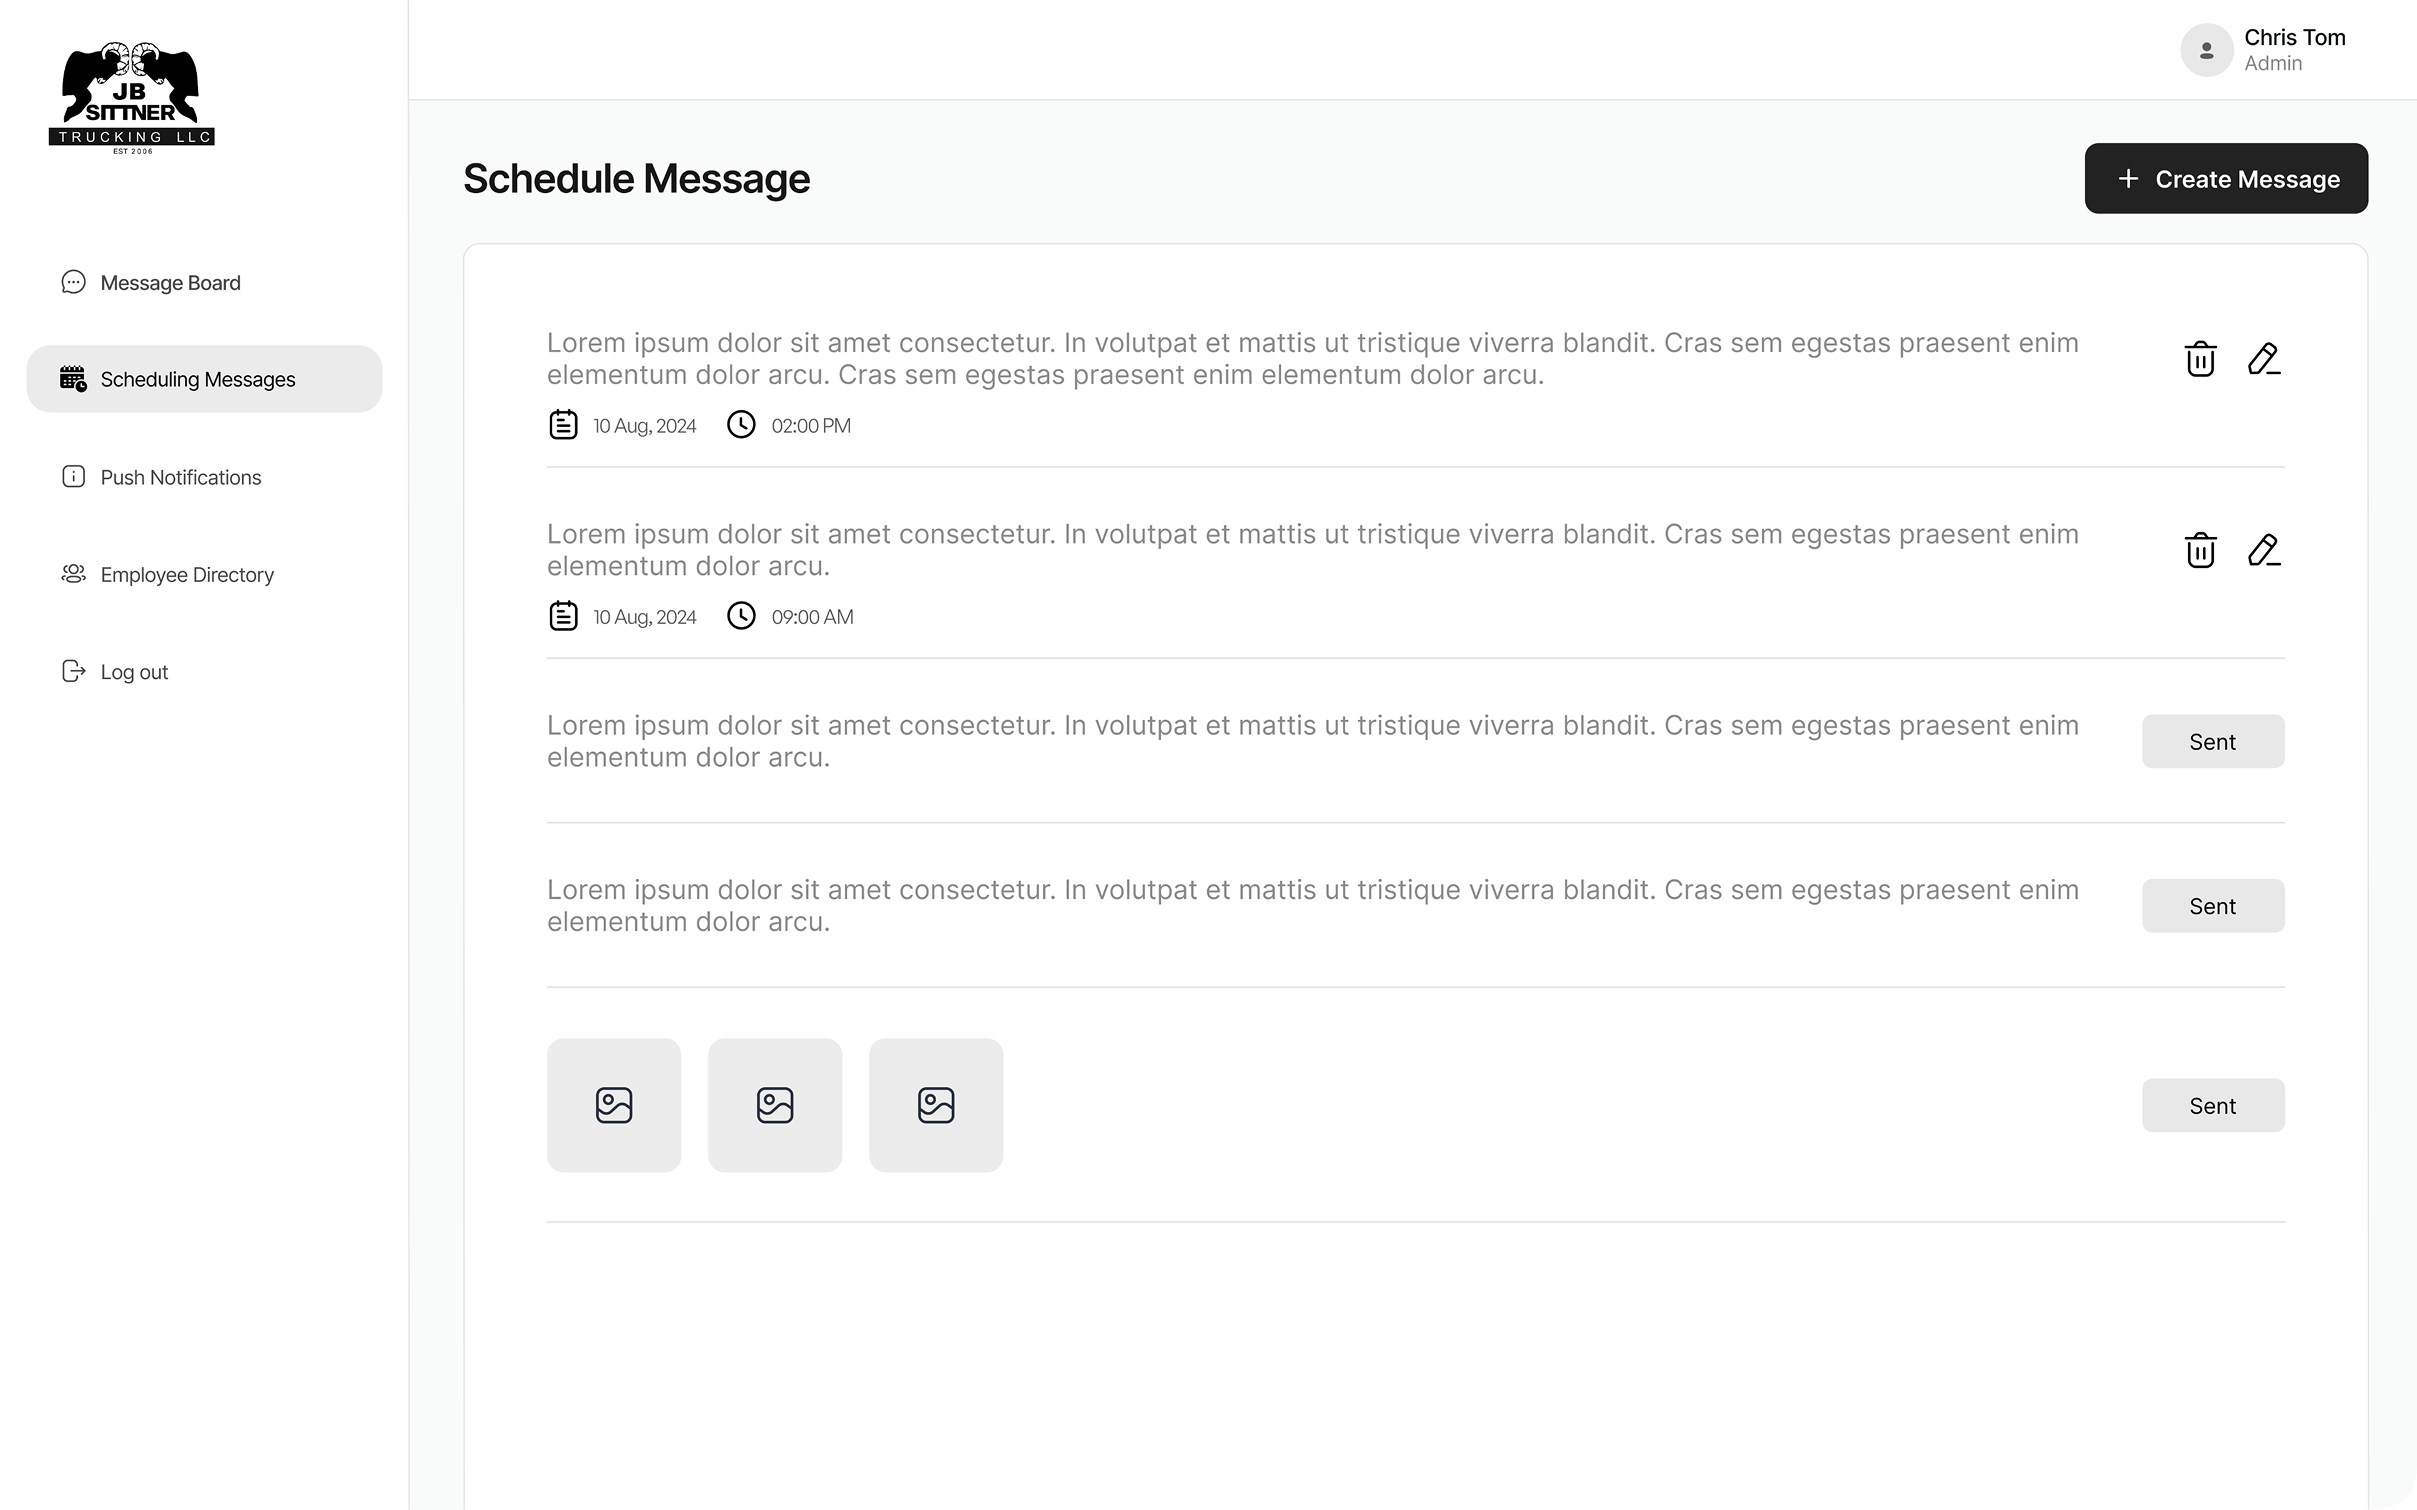 JB
SITTNER
TRUCKING LLC
EST 2006
Message Board
Scheduling Messages
Push Notifications
Employee Directory
Log out
Chris Tom
Admin
Schedule Message
+ Create Message
Lorem ipsum dolor sit amet consectetur. In volutpat et mattis ut tristique viverra blandit. Cras sem egestas praesent enim
elementum dolor arcu. Cras sem egestas praesent enim elementum dolor arcu.
10 Aug, 2024 02:00 PM
Lorem ipsum dolor sit amet consectetur. In volutpat et mattis ut tristique viverra blandit. Cras sem egestas praesent enim
elementum dolor arcu.
10 Aug, 2024 09:00 AM
Lorem ipsum dolor sit amet consectetur. In volutpat et mattis ut tristique viverra blandit. Cras sem egestas praesent enim
elementum dolor arcu.
Sent
Lorem ipsum dolor sit amet consectetur. In volutpat et mattis ut tristique viverra blandit. Cras sem egestas praesent enim
elementum dolor arcu.
Sent
Sent